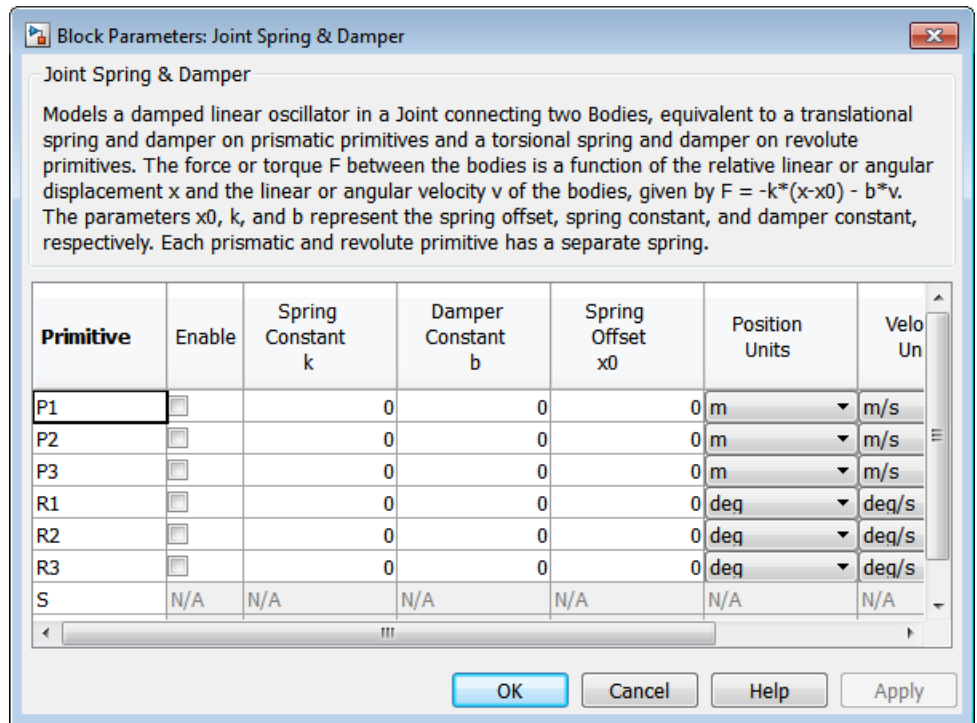 Block Parameters: Joint Spring & Damper
Joint Spring & Damper
Models a damped linear oscillator in a Joint connecting two Bodies, equivalent to a translational
spring and damper on prismatic primitives and a torsional spring and damper on revolute
primitives. The force or torque F between the bodies is a function of the relative linear or angular
displacement x and the linear or angular velocity v of the bodies, given by F = -k*(x-x0) - b*v.
The parameters x0, k, and b represent the spring offset, spring constant, and damper constant,
respectively. Each prismatic and revolute primitive has a separate spring.
Primitive Enable Spring Constant k Damper Constant b Spring Offset x0 Position Units Velo Un
P1 0 0 0 m m/s
P2 0 0 0 m m/s
P3 0 0 0 m m/s
R1 0 0 0 deg deg/s
R2 0 0 0 deg deg/s
R3 0 0 0 deg deg/s
S N/A N/A N/A N/A N/A N/A
OK Cancel Help Apply